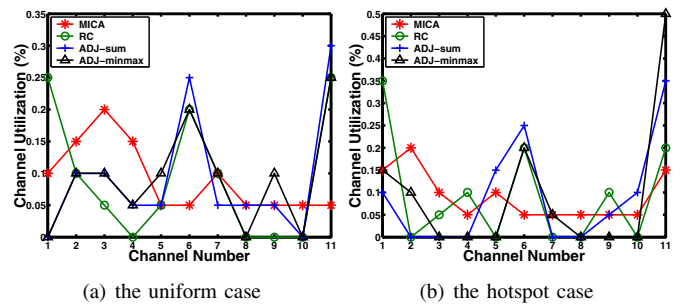 0.35
0.3
0.25
0.2
0.15
0.1
0.05
0
Channel Utilization (%)
MICA
RC
ADJ-sum
ADJ-minmax
1 2 3 4 5 6 7 8 9 10 11
Channel Number
(a) the uniform case
0.5
0.45
0.4
0.35
0.3
0.25
0.2
0.15
0.1
0.05
0
Channel Utilization (%)
MICA
RC
ADJ-sum
ADJ-minmax
1 2 3 4 5 6 7 8 9 10 11
Channel Number
(b) the hotspot case